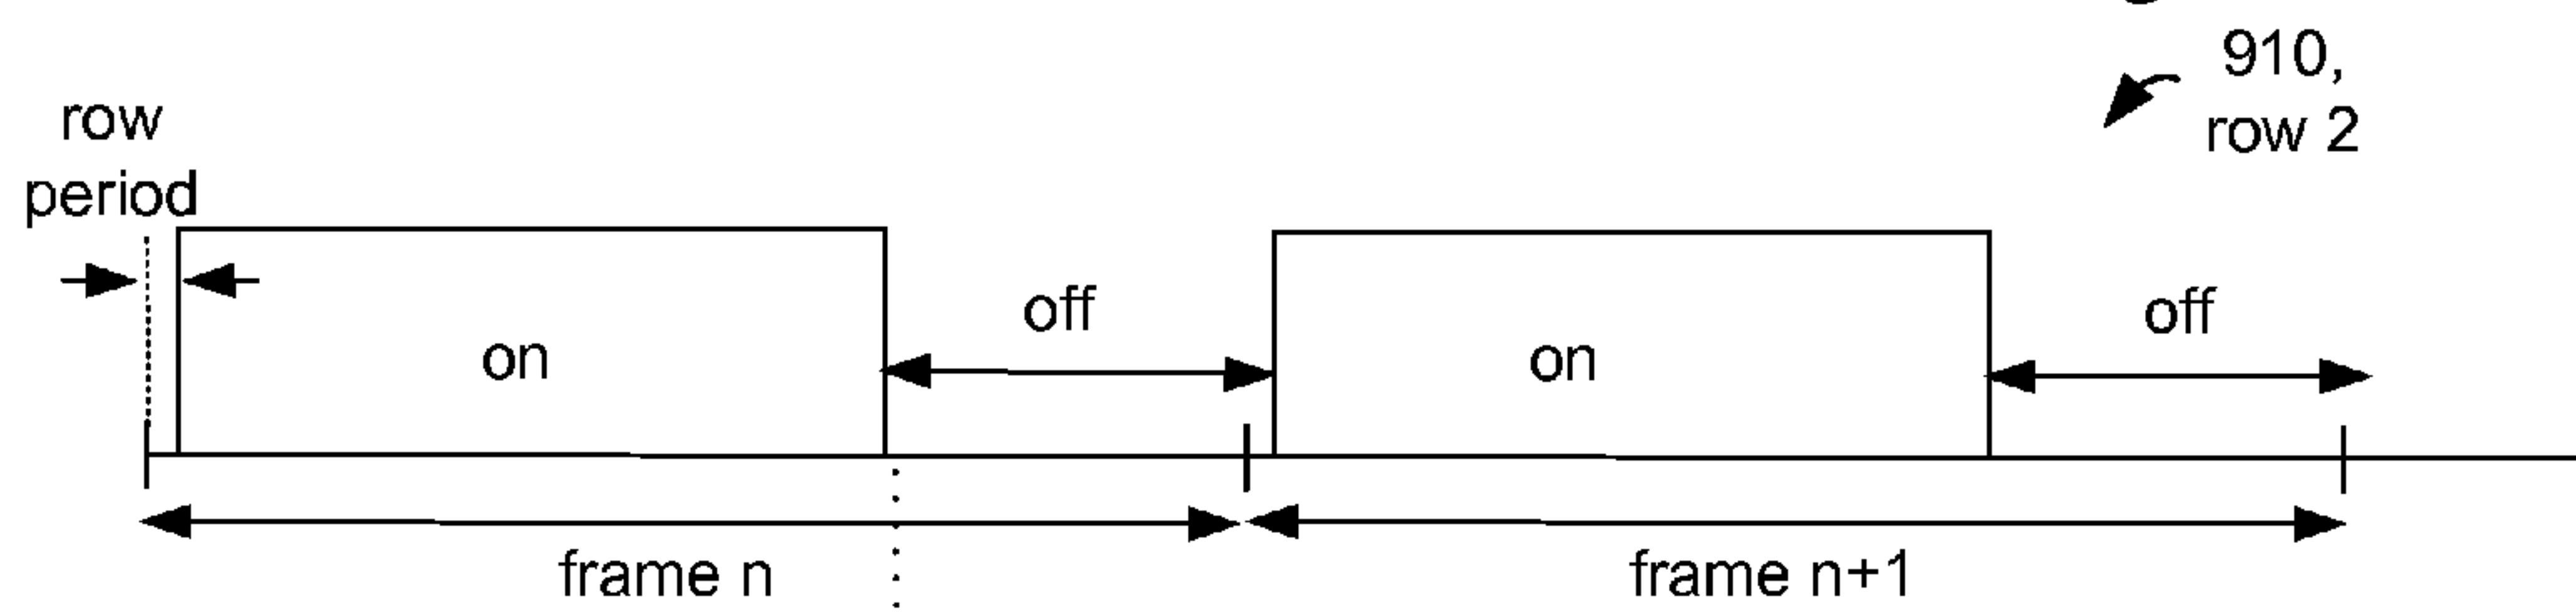 910,
row 2
row
period
on
off
on
off
frame n
frame n+1